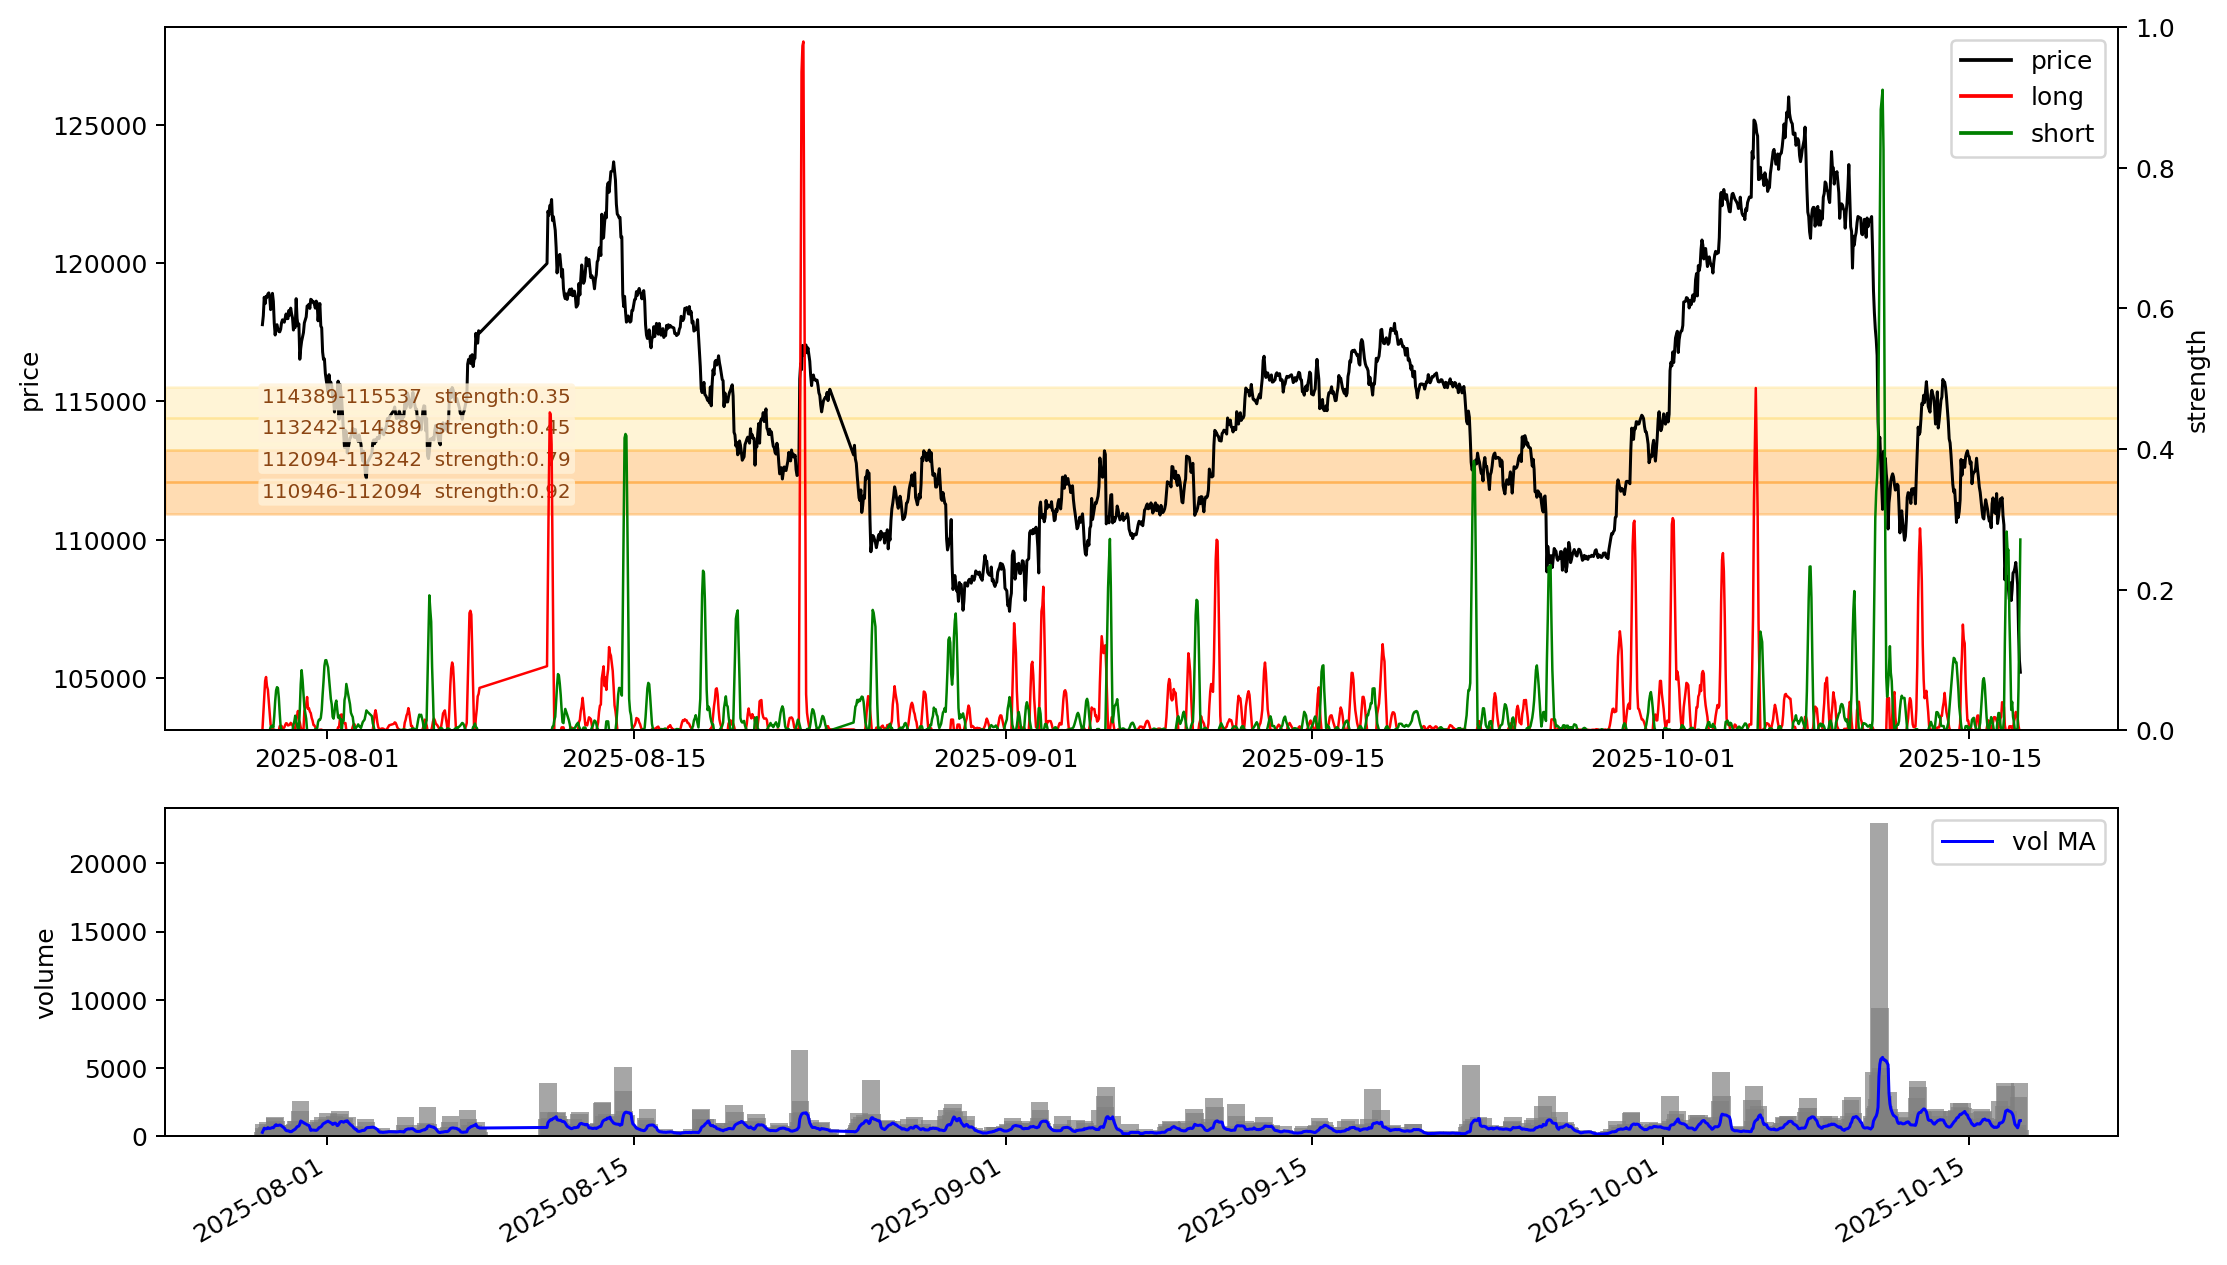 price
125000
120000
115000
110000
105000
114389-115537  strength:0.35
113242-114389  strength:0.45
112094-113242  strength:0.79
110946-112094  strength:0.92
price
long
short
1.0
0.8
0.6
0.4
0.2
0.0
strength
2025-08-01
2025-08-15
2025-09-01
2025-09-15
2025-10-01
2025-10-15
volume
20000
15000
10000
5000
0
vol MA
2025-08-01
2025-08-15
2025-09-01
2025-09-15
2025-10-01
2025-10-15